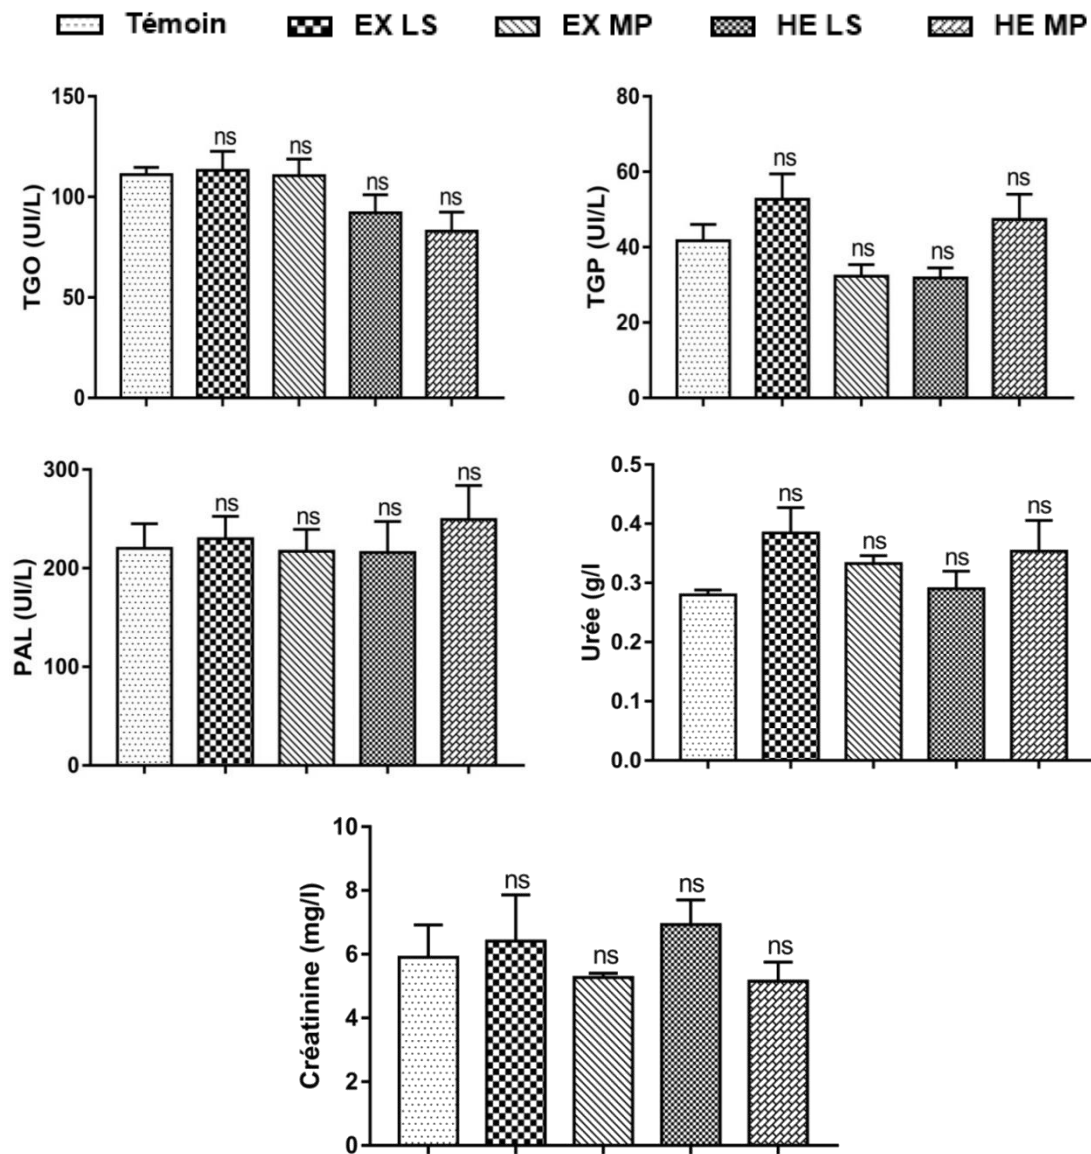 Témoin EX LS EX MP HE LS HE MP
TGO (UI/L)
150
100
50
0
ns
ns
ns
ns
TGP (UI/L)
80
60
40
20
0
ns
ns
ns
ns
PAL (UI/L)
300
200
100
0
ns
ns
ns
ns
Urée (g/l
0.5
0.4
0.3
0.2
0.1
0.0
ns
ns
ns
ns
Créatinine (mg/l)
10
8
6
4
2
0
ns
ns
ns
ns